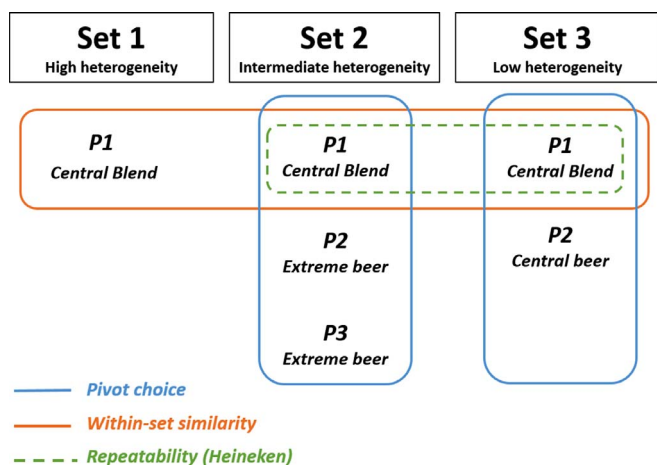 Set 1
High heterogeneity
Set 2
Intermediate heterogeneity
Set 3
Low heterogeneity
P1
Central Blend
P1
Central Blend
P1
Central Blend
P2
Extreme beer
P2
Central beer
P3
Extreme beer
Pivot choice
Within-set similarity
Repeatability (Heineken)